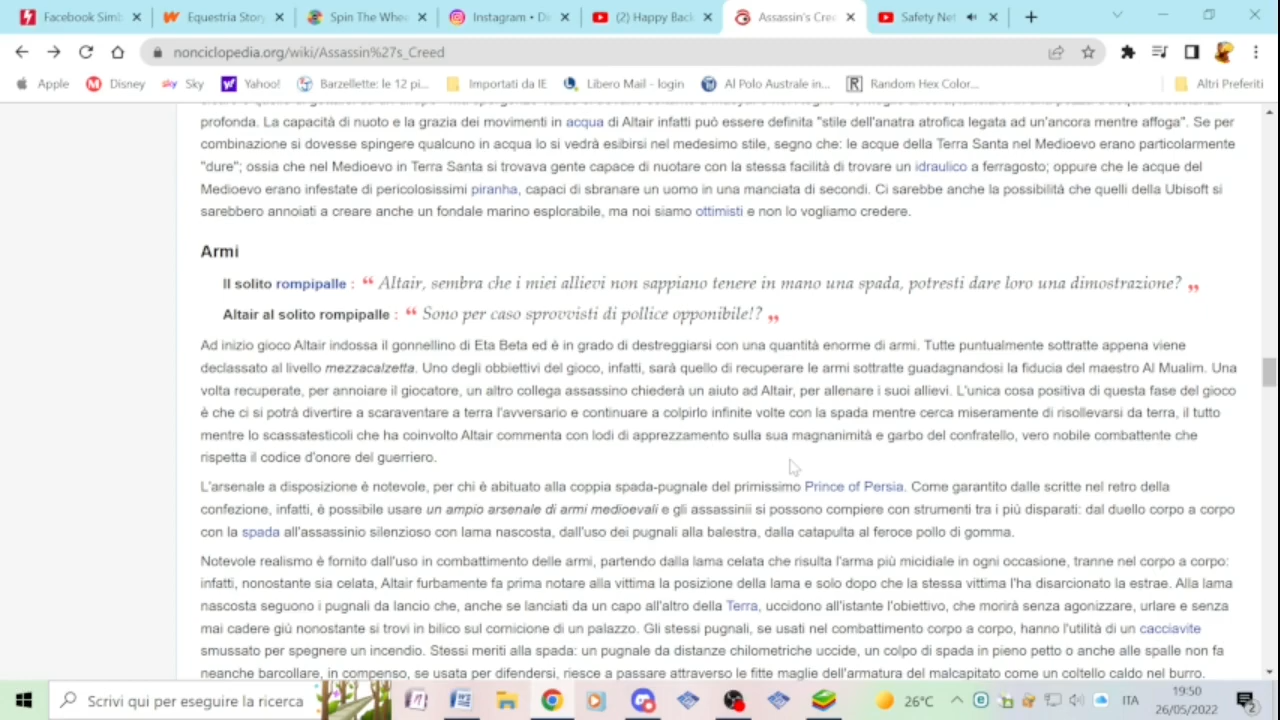 Facebook Simb
Equestria Story
Spin The Whee
Instagram • Di
(2) Happy Back
Assassin's Cree
Safety Net
nonciclopedia.org/wiki/Assassin%27s_Creed
Apple
Disney
Sky
Yahoo!
Barzellette: le 12 pi...
Importati da IE
Libero Mail - login
Al Polo Australe in...
Random Hex Color...
Altri Preferiti
profonda. La capacità di nuoto e la grazia dei movimenti in acqua di Altair infatti può essere definita "stile dell'anatra atrofica legata ad un'ancora mentre affoga". Se per
combinazione si dovesse spingere qualcuno in acqua lo si vedrà esibirsi nel medesimo stile, segno che: le acque della Terra Santa nel Medioevo erano particolarmente
"dure"; ossia che nel Medioevo in Terra Santa si trovava gente capace di nuotare con la stessa facilità di trovare un idraulico a ferragosto; oppure che le acque del
Medioevo erano infestate di pericolosissimi piranha, capaci di sbranare un uomo in una manciata di secondi. Ci sarebbe anche la possibilità che quelli della Ubisoft si
sarebbero annoiati a creare anche un fondale marino esplorabile, ma noi siamo ottimisti e non lo vogliamo credere.
Armi
Il solito rompipalle : “ Altair, sembra che i miei allievi non sappiano tenere in mano una spada, potresti dare loro una dimostrazione? „
Altair al solito rompipalle : “ Sono per caso sprovvisti di pollice opponibile!? „
Ad inizio gioco Altair indossa il gonnellino di Eta Beta ed è in grado di destreggiarsi con una quantità enorme di armi. Tutte puntualmente sottratte appena viene
declassato al livello mezzacalzetta. Uno degli obbiettivi del gioco, infatti, sarà quello di recuperare le armi sottratte guadagnandosi la fiducia del maestro Al Mualim. Una
volta recuperate, per annoiare il giocatore, un altro collega assassino chiederà un aiuto ad Altair, per allenare i suoi allievi. L'unica cosa positiva di questa fase del gioco
è che ci si potrà divertire a scaraventare a terra l'avversario e continuare a colpirlo infinite volte con la spada mentre cerca miseramente di risollevarsi da terra, il tutto
mentre lo scassatesticoli che ha coinvolto Altair commenta con lodi di apprezzamento sulla sua magnanimità e garbo del confratello, vero nobile combattente che
rispetta il codice d'onore del guerriero.
L'arsenale a disposizione è notevole, per chi è abituato alla coppia spada-pugnale del primissimo Prince of Persia. Come garantito dalle scritte nel retro della
confezione, infatti, è possibile usare un ampio arsenale di armi medioevali e gli assassinii si possono compiere con strumenti tra i più disparati: dal duello corpo a corpo
con la spada all'assassinio silenzioso con lama nascosta, dall'uso dei pugnali alla balestra, dalla catapulta al feroce pollo di gomma.
Notevole realismo è fornito dall'uso in combattimento delle armi, partendo dalla lama celata che risulta l'arma più micidiale in ogni occasione, tranne nel corpo a corpo:
infatti, nonostante sia celata, Altair furbamente fa prima notare alla vittima la posizione della lama e solo dopo che la stessa vittima l'ha disarcionato la estrae. Alla lama
nascosta seguono i pugnali da lancio che, anche se lanciati da un capo all'altro della Terra, uccidono all'istante l'obiettivo, che morirà senza agonizzare, urlare e senza
mai cadere giù nonostante si trovi in bilico sul cornicione di un palazzo. Gli stessi pugnali, se usati nel combattimento corpo a corpo, hanno l'utilità di un cacciavite
smussato per spegnere un incendio. Stessi meriti alla spada: un pugnale da distanze chilometriche uccide, un colpo di spada in pieno petto o anche alle spalle non fa
neanche barcollare, in compenso, se usata per difendersi, riesce a passare attraverso le fitte maglie dell'armatura del malcapitato come un coltello caldo nel burro.
Scrivi qui per eseguire la ricerca
26°C
ITA
19:50
26/05/2022
2